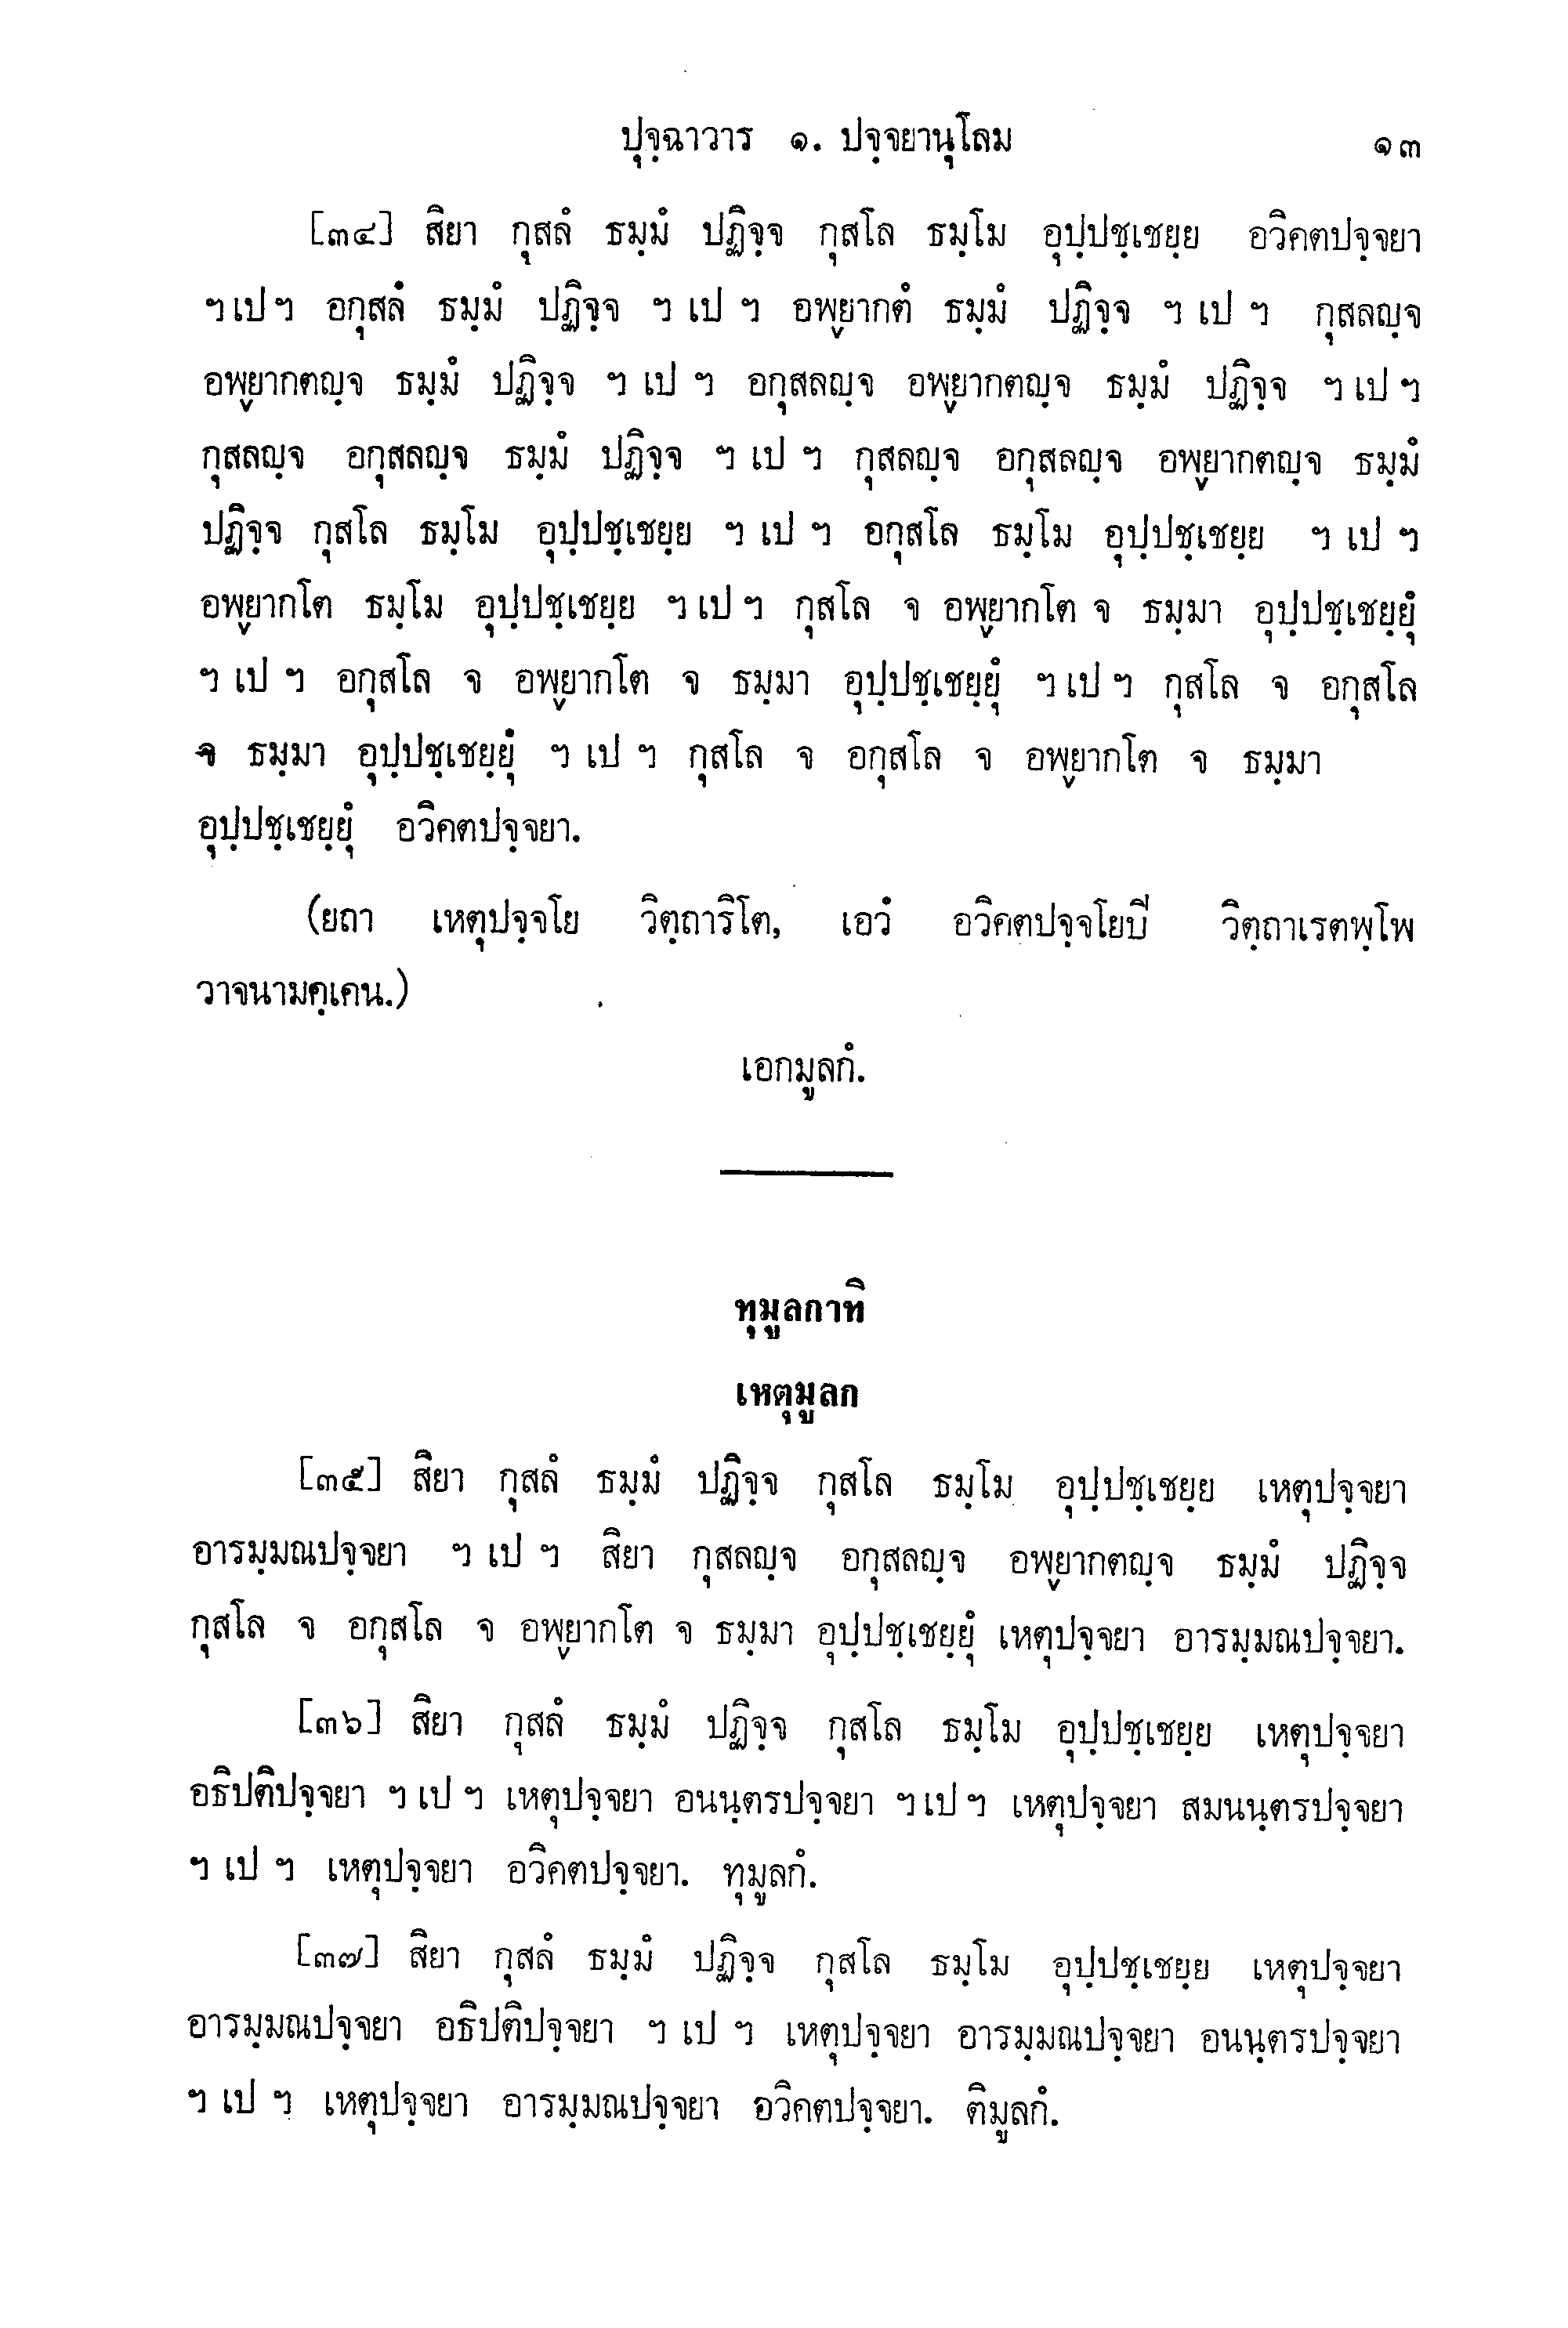 ปุจฺฉาวาร ๑. ปจฺจยานุโลม ๑๓
[๓๔] สิยา กุสลํ ธมฺมํ ปฏิจฺจ กุสโล ธมฺโม อุปฺปชฺเชยฺย อวิคตปจฺจยา
ฯ เป ฯ อกุสลํ ธมฺมํ ปฏิจฺจ ฯ เป ฯ อพฺยากตํ ธมฺมํ ปฏิจฺจ ฯ เป ฯ กุสลญฺจ
อพฺยากตญฺจ ธมฺมํ ปฏิจฺจ ฯ เป ฯ อกุสลญฺจ อพฺยากตญฺจ ธมฺมํ ปฏิจฺจ ฯ เป ฯ
กุสลญฺจ อกุสลญฺจ ธมฺมํ ปฏิจฺจ ฯ เป ฯ กุสลญฺจ อกุสลญฺจ อพฺยากตญฺจ ธมฺมํ
ปฏิจฺจ กุสโล ธมฺโม อุปฺปชฺเชยฺย ฯ เป ฯ อกุสโล ธมฺโม อุปฺปชฺเชยฺย ฯ เป ฯ
อพฺยากโต ธมฺโม อุปฺปชฺเชยฺย ฯ เป ฯ กุสโล จ อพฺยากโต จ ธมฺมา อุปฺปชฺเชยฺยุํ
ฯ เป ฯ อกุสโล จ อพฺยากโต จ ธมฺมา อุปฺปชฺเชยฺยุํ ฯ เป ฯ กุสโล จ อกุสโล
จ ธมฺมา อุปฺปชฺเชยฺยุํ ฯ เป ฯ กุสโล จ อกุสโล จ อพฺยากโต จ ธมฺมา
อุปฺปชฺเชยฺยุํ อวิคตปจฺจยา.
(ยถา เหตุปจฺจโย วิตฺถาริโต, เอวํ อวิคตปจฺจโยปิ วิตฺถาเรตพฺโพ
วาจนามคฺเคน.)
เอกมูลกํ.
ทุมูลกาทิ
เหตุมูลก
[๓๕] สิยา กุสลํ ธมฺมํ ปฏิจฺจ กุสโล ธมฺโม อุปฺปชฺเชยฺย เหตุปจฺจยา
อารมฺมณปจฺจยา ฯ เป ฯ สิยา กุสลญฺจ อกุสลญฺจ อพฺยากตญฺจ ธมฺมํ ปฏิจฺจ
กุสโล จ อกุสโล จ อพฺยากโต จ ธมฺมา อุปฺปชฺเชยฺยุํ เหตุปจฺจยา อารมฺมณปจฺจยา.
[๓๖] สิยา กุสลํ ธมฺมํ ปฏิจฺจ กุสโล ธมฺโม อุปฺปชฺเชยฺย เหตุปจฺจยา
อธิปติปจฺจยา ฯ เป ฯ เหตุปจฺจยา อนนฺตรปจฺจยา ฯ เป ฯ เหตุปจฺจยา สมนนฺตรปจฺจยา
ฯ เป ฯ เหตุปจฺจยา อวิคตปจฺจยา. ทุมูลกํ.
[๓๗] สิยา กุสลํ ธมฺมํ ปฏิจฺจ กุสโล ธมฺโม อุปฺปชฺเชยฺย เหตุปจฺจยา
อารมฺมณปจฺจยา อธิปติปจฺจยา ฯ เป ฯ เหตุปจฺจยา อารมฺมณปจฺจยา อนนฺตรปจฺจยา
ฯ เป ฯ เหตุปจฺจยา อารมฺมณปจฺจยา อวิคตปจฺจยา. ติมูลกํ.